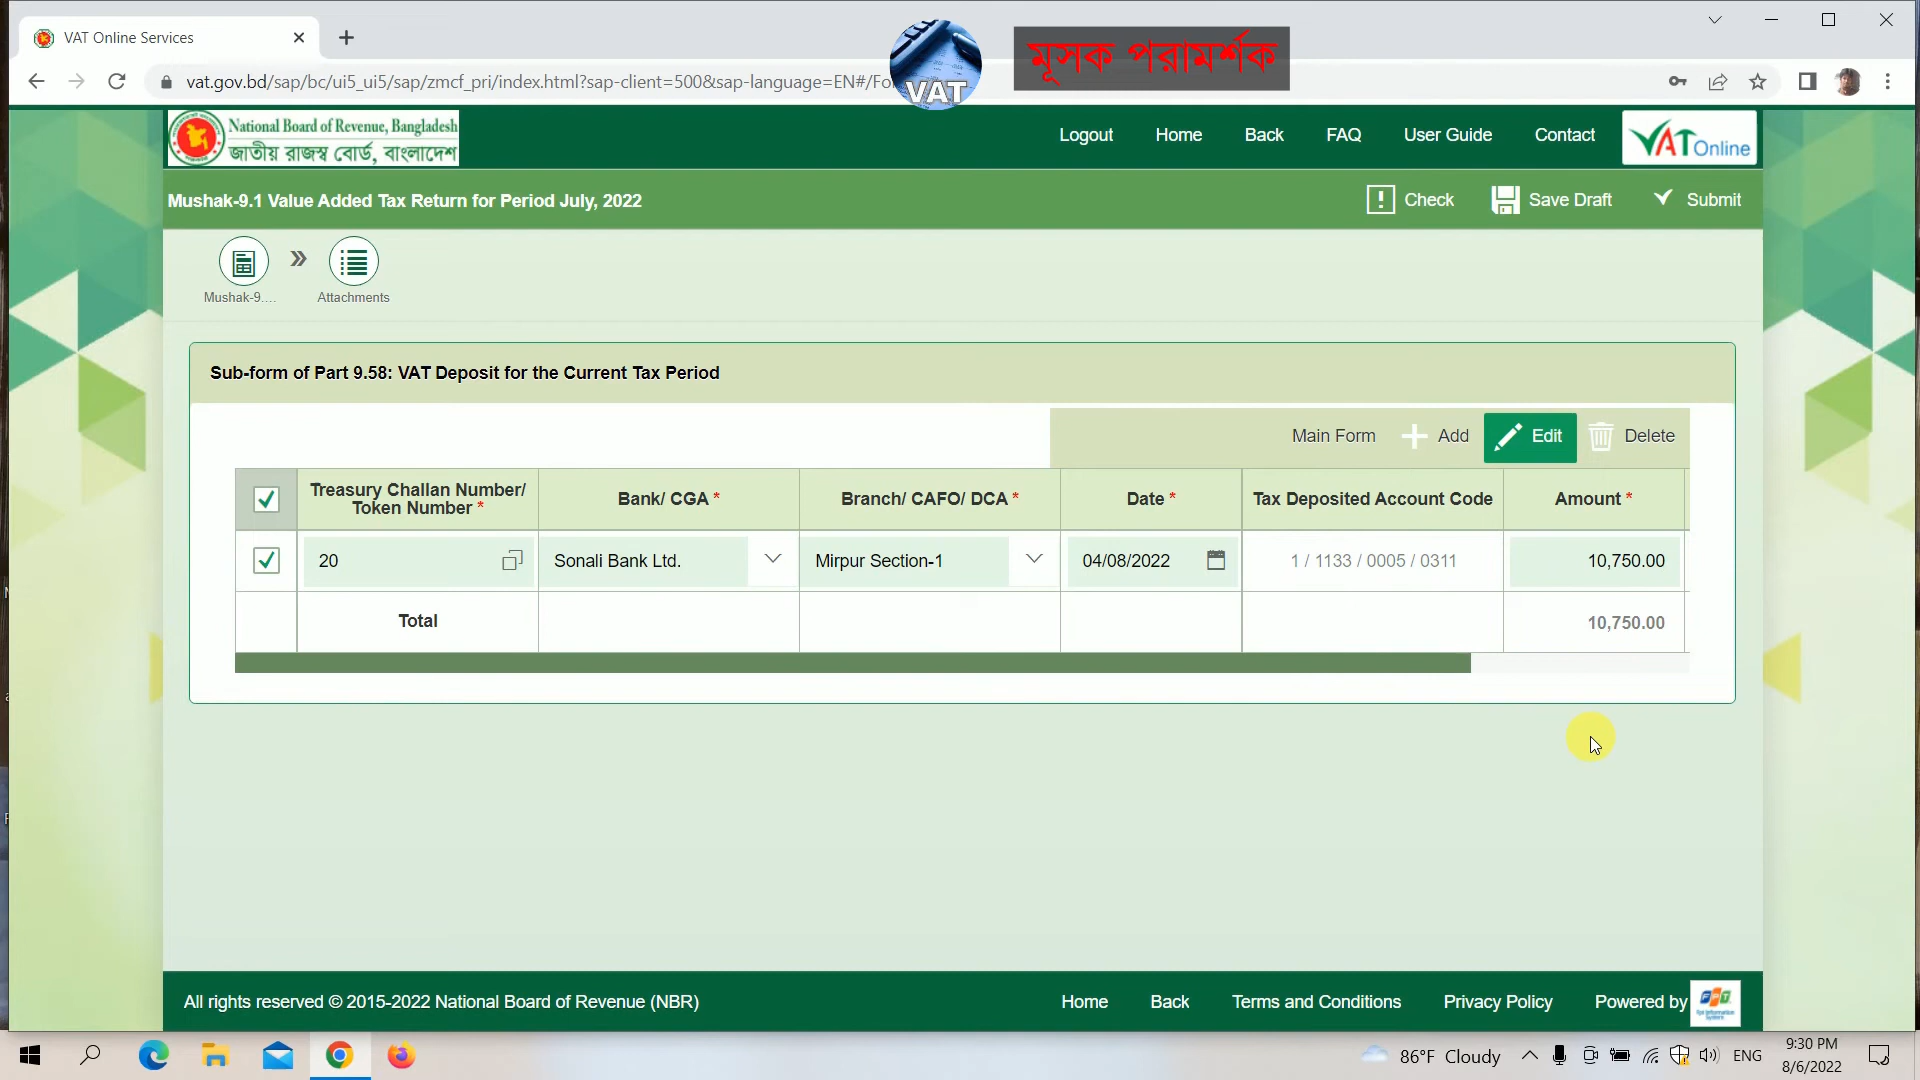 VAT Online Services
VAT
মূসক পরামর্শক
vat.gov.bd/sap/bc/ui5_ui5/sap/zmcf_pri/index.html?sap-client=500&sap-language=EN#/Fo
National Board of Revenue, Bangladesh
জাতীয় রাজস্ব বোর্ড, বাংলাদেশ
Logout Home Back FAQ User Guide Contact
VAT Online
Mushak-9.1 Value Added Tax Return for Period July, 2022
! Check Save Draft Submit
Mushak-9.... » Attachments
Sub-form of Part 9.58: VAT Deposit for the Current Tax Period
Main Form Add Edit Delete
Treasury Challan Number/ Token Number * Bank/ CGA * Branch/ CAFO/ DCA * Date * Tax Deposited Account Code Amount *
20 Sonali Bank Ltd. Mirpur Section-1 04/08/2022 1 / 1133 / 0005 / 0311 10,750.00
Total 10,750.00
All rights reserved © 2015-2022 National Board of Revenue (NBR)
Home Back Terms and Conditions Privacy Policy Powered by
FPT
86°F Cloudy ENG
9:30 PM
8/6/2022